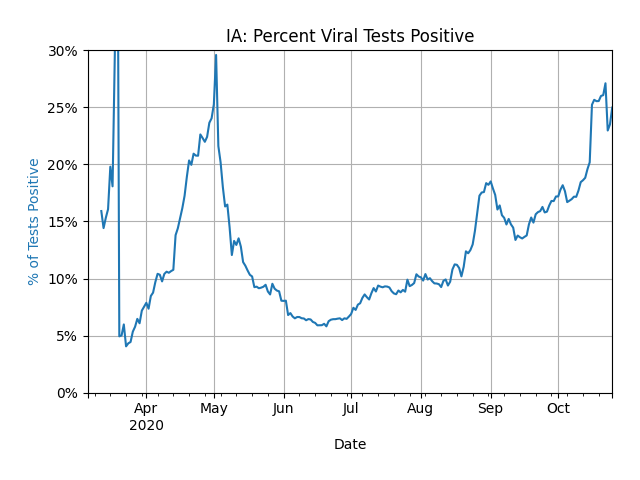 IA: Percent Viral Tests Positive
% of Tests Positive
30%
25%
20%
15%
10%
5%
0%
Apr
2020
May
Jun
Jul
Aug
Sep
Oct
Date